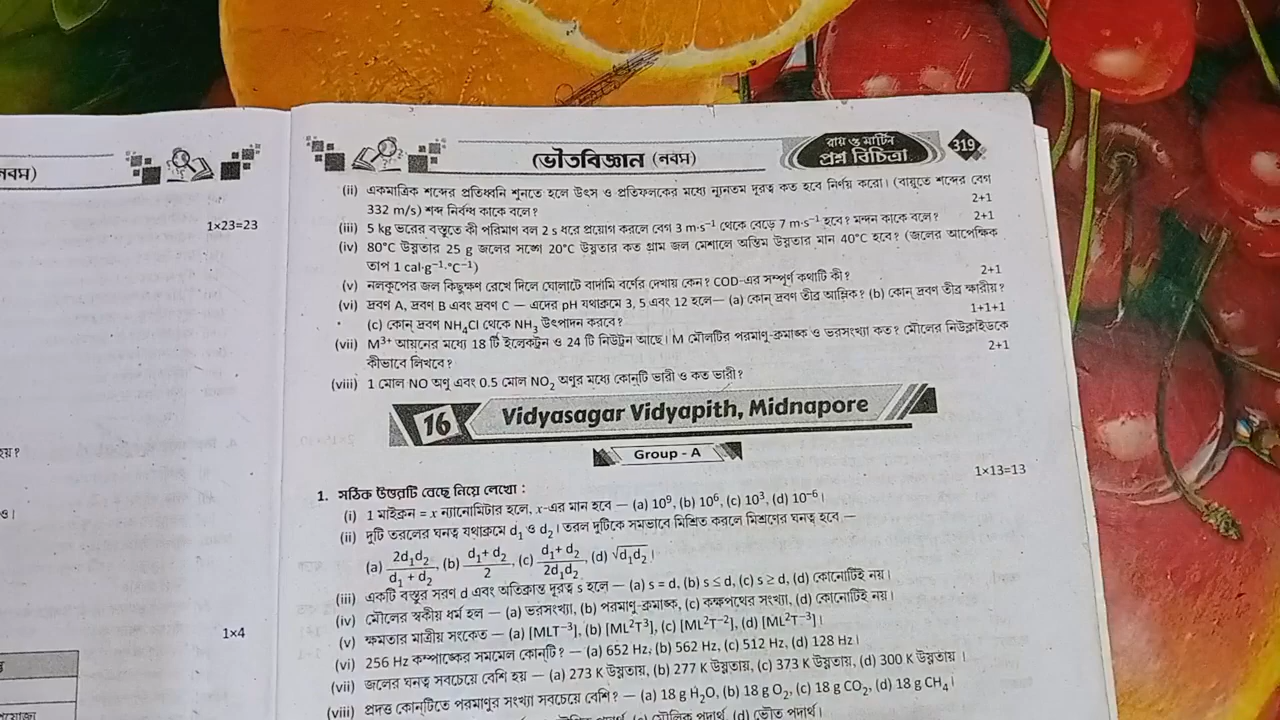 নবম)
1×23=23
হয়?
ও।
1×4
ভৌতবিজ্ঞান (নবম)
রায় ও মার্টিন
প্রশ্ন বিচিত্রা
319
(ii) একমাত্রিক শব্দের প্রতিধ্বনি শুনতে হলে উৎস ও প্রতিফলকের মধ্যে ন্যূনতম দূরত্ব কত হবে নির্ণয় করো। (বায়ুতে শব্দের বেগ
332 m/s) শব্দ নির্বন্ধ কাকে বলে? 2+1
(iii) 5 kg ভরের বস্তুতে কী পরিমাণ বল 2 s ধরে প্রয়োগ করলে বেগ 3 m·s⁻¹ থেকে বেড়ে 7 m·s⁻¹ হবে? মন্দন কাকে বলে? 2+1
(iv) 80°C উষ্ণতার 25 g জলের সঙ্গে 20°C উষ্ণতার কত গ্রাম জল মেশালে অন্তিম উষ্ণতার মান 40°C হবে? (জলের আপেক্ষিক
তাপ 1 cal·g⁻¹·°C⁻¹)
(v) নলকূপের জল কিছুক্ষণ রেখে দিলে ঘোলাটে বাদামি বর্ণের দেখায় কেন? COD-এর সম্পূর্ণ কথাটি কী? 2+1
(vi) দ্রবণ A, দ্রবণ B এবং দ্রবণ C — এদের pH যথাক্রমে 3, 5 এবং 12 হলে— (a) কোন্ দ্রবণ তীব্র আম্লিক? (b) কোন্ দ্রবণ তীব্র ক্ষারীয়?
(c) কোন্ দ্রবণ NH₄Cl থেকে NH₃ উৎপাদন করবে? 1+1+1
(vii) M³⁺ আয়নের মধ্যে 18 টি ইলেকট্রন ও 24 টি নিউট্রন আছে। M মৌলটির পরমাণু-ক্রমাঙ্ক ও ভরসংখ্যা কত? মৌলের নিউক্লাইডকে
কীভাবে লিখবে? 2+1
(viii) 1 মোল NO অণু এবং 0.5 মোল NO₂ অণুর মধ্যে কোন্‌টি ভারী ও কত ভারী?
16 Vidyasagar Vidyapith, Midnapore
Group - A
1. সঠিক উত্তরটি বেছে নিয়ে লেখো : 1×13=13
(i) 1 মাইক্রন = x ন্যানোমিটার হলে, x-এর মান হবে — (a) 10⁹, (b) 10⁶, (c) 10³, (d) 10⁻⁶।
(ii) দুটি তরলের ঘনত্ব যথাক্রমে d₁ ও d₂। তরল দুটিকে সমভাবে মিশ্রিত করলে মিশ্রণের ঘনত্ব হবে —
(a) 2d₁d₂/(d₁ + d₂), (b) (d₁ + d₂)/2, (c) (d₁ + d₂)/2d₁d₂, (d) √d₁d₂।
(iii) একটি বস্তুর সরণ d এবং অতিক্রান্ত দূরত্ব s হলে — (a) s = d, (b) s ≤ d, (c) s ≥ d, (d) কোনোটিই নয়।
(iv) মৌলের স্বকীয় ধর্ম হল — (a) ভরসংখ্যা, (b) পরমাণু-ক্রমাঙ্ক, (c) কক্ষপথের সংখ্যা, (d) কোনোটিই নয়।
(v) ক্ষমতার মাত্রীয় সংকেত — (a) [MLT⁻³], (b) [ML²T³], (c) [ML²T⁻²], (d) [ML²T⁻³]।
(vi) 256 Hz কম্পাঙ্কের সমমেল কোন্‌টি? — (a) 652 Hz, (b) 562 Hz, (c) 512 Hz, (d) 128 Hz।
(vii) জলের ঘনত্ব সবচেয়ে বেশি হয় — (a) 273 K উষ্ণতায়, (b) 277 K উষ্ণতায়, (c) 373 K উষ্ণতায়, (d) 300 K উষ্ণতায়।
(viii) প্রদত্ত কোন্‌টিতে পরমাণুর সংখ্যা সবচেয়ে বেশি? — (a) 18 g H₂O, (b) 18 g O₂, (c) 18 g CO₂, (d) 18 g CH₄।
মৌলিক পদার্থ, (d) ভৌত পদার্থ।